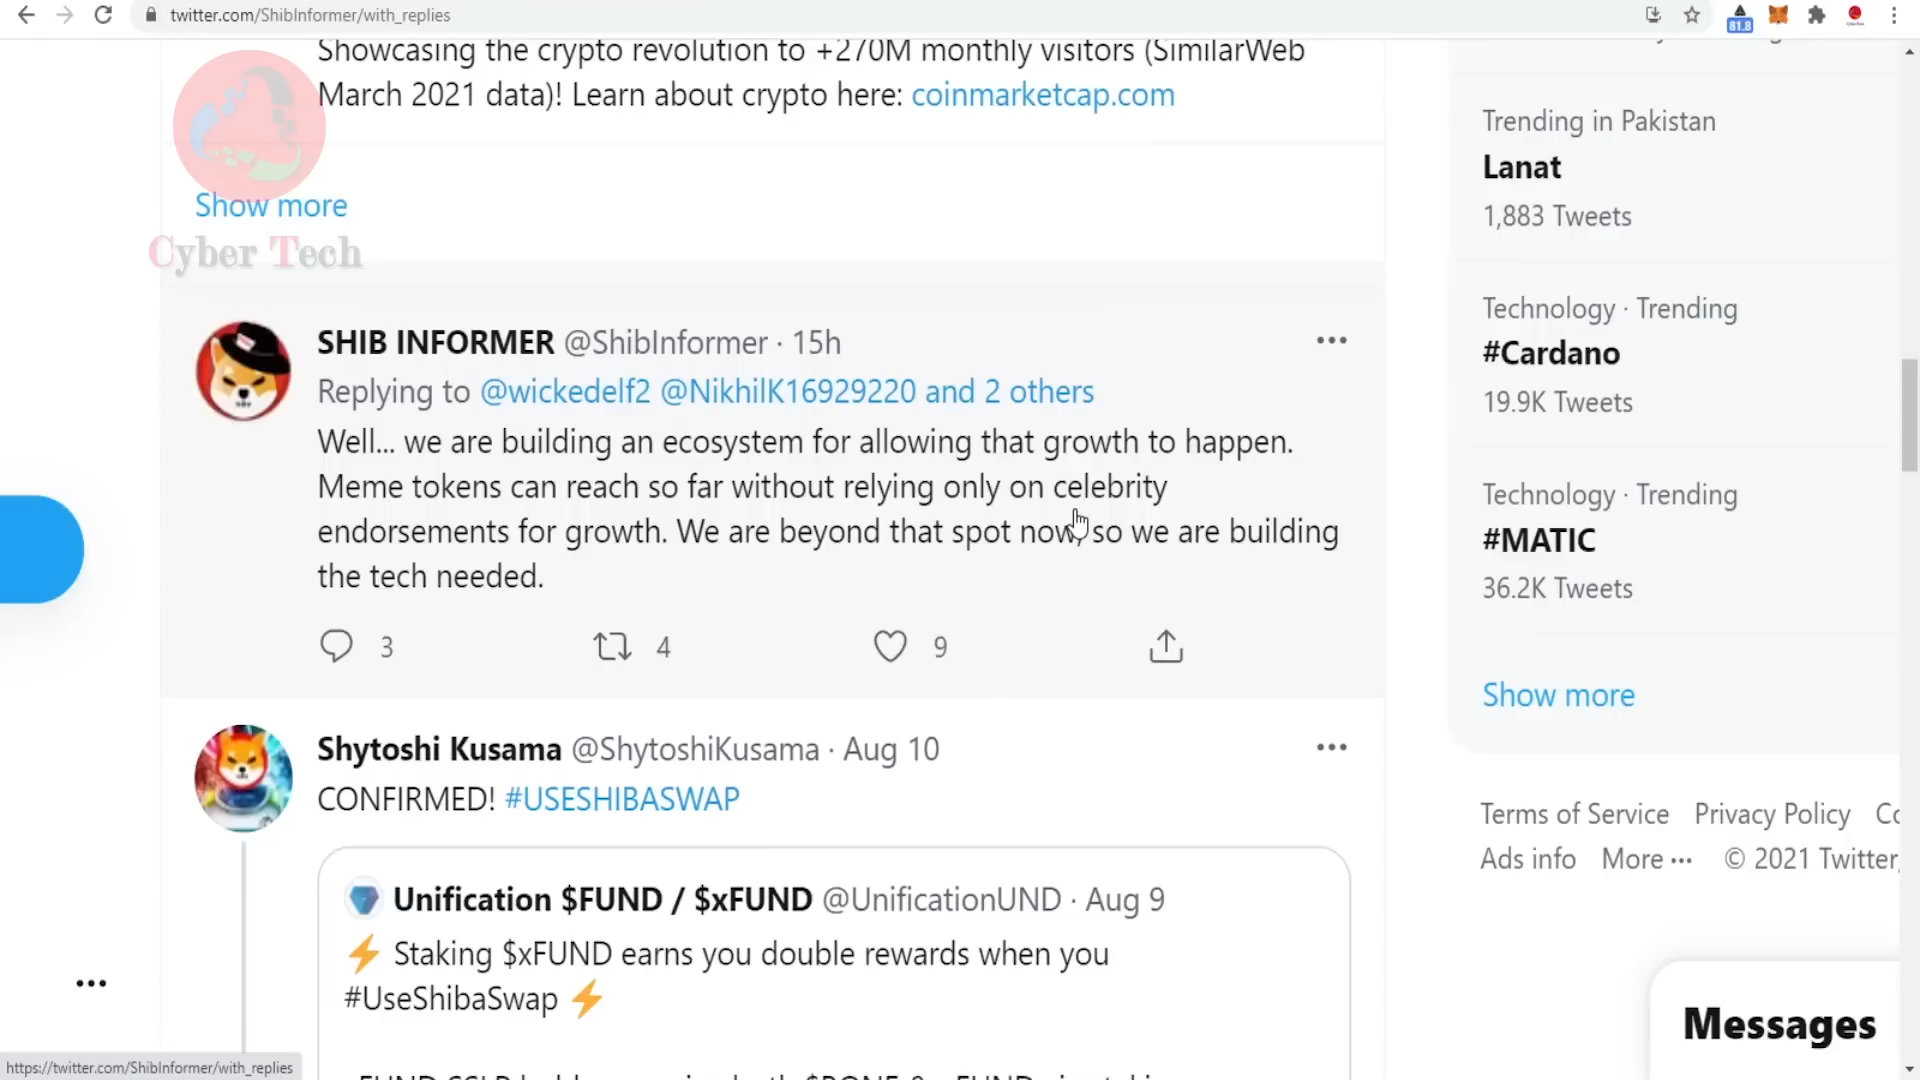 twitter.com/ShibInformer/with_replies
81.8
Showcasing the crypto revolution to +270M monthly visitors (SimilarWeb
March 2021 data)! Learn about crypto here: coinmarketcap.com
Show more
Cyber Tech
SHIB INFORMER @ShibInformer · 15h
Replying to @wickedelf2 @NikhilK16929220 and 2 others
Well... we are building an ecosystem for allowing that growth to happen.
Meme tokens can reach so far without relying only on celebrity
endorsements for growth. We are beyond that spot now, so we are building
the tech needed.
3 4 9
Shytoshi Kusama @ShytoshiKusama · Aug 10
CONFIRMED! #USESHIBASWAP
Unification $FUND / $xFUND @UnificationUND · Aug 9
⚡ Staking $xFUND earns you double rewards when you
#UseShibaSwap ⚡
Trending in Pakistan
Lanat
1,883 Tweets
Technology · Trending
#Cardano
19.9K Tweets
Technology · Trending
#MATIC
36.2K Tweets
Show more
Terms of Service Privacy Policy Co
Ads info More ··· © 2021 Twitter,
Messages
https://twitter.com/ShibInformer/with_replies